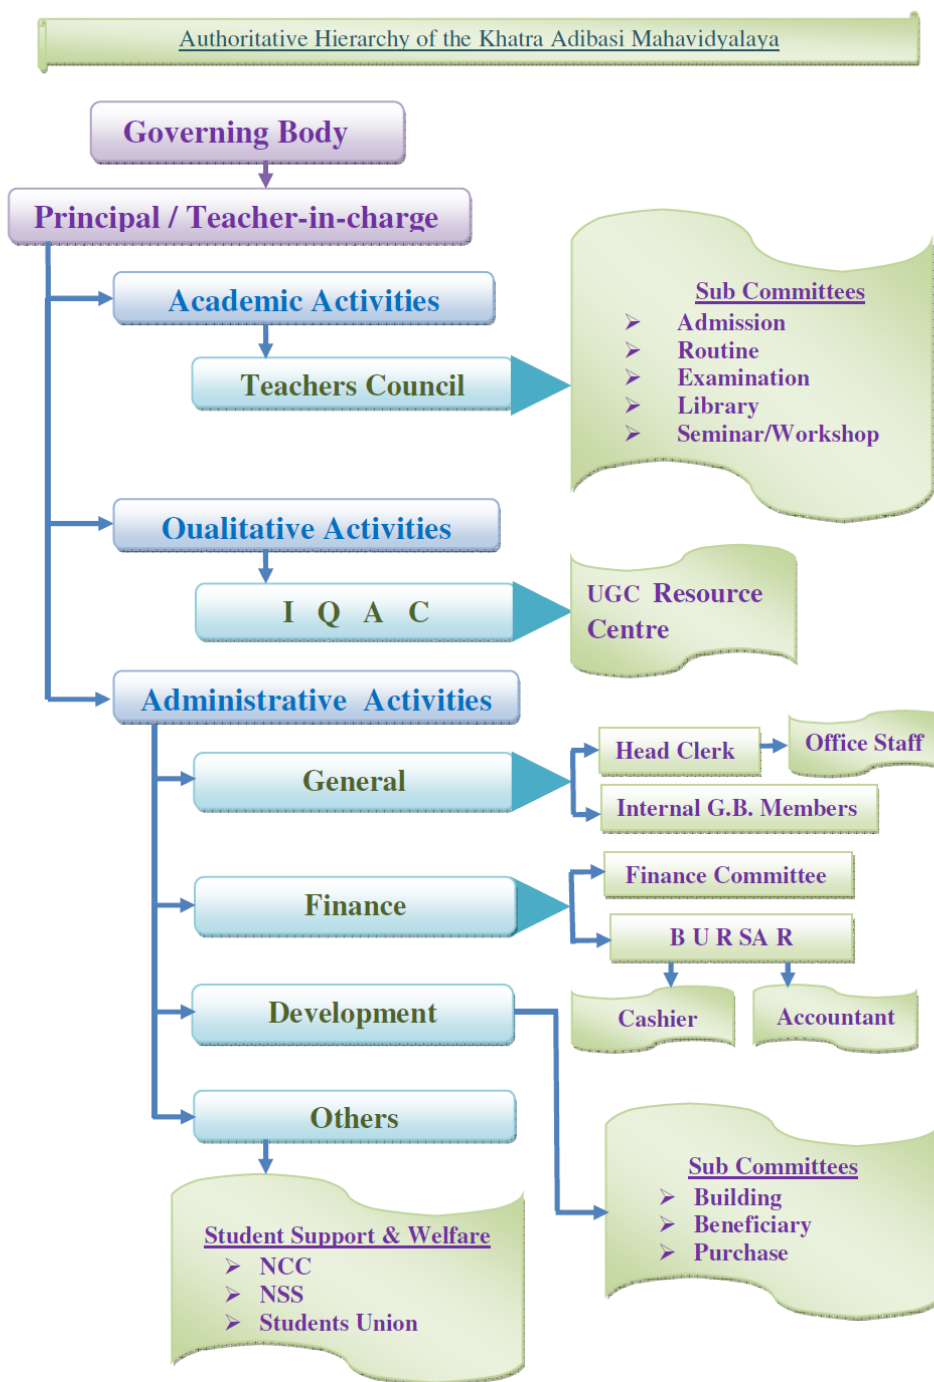 Authoritative Hierarchy of the Khatra Adibasi Mahavidyalaya
Governing Body
Principal / Teacher-in-charge
Academic Activities
Teachers Council
Sub Committees
➢ Admission
➢ Routine
➢ Examination
➢ Library
➢ Seminar/Workshop
Qualitative Activities
I Q A C
UGC Resource
Centre
Administrative Activities
General
Head Clerk
Office Staff
Internal G.B. Members
Finance
Finance Committee
B U R SA R
Cashier
Accountant
Development
Others
Sub Committees
➢ Building
➢ Beneficiary
➢ Purchase
Student Support & Welfare
➢ NCC
➢ NSS
➢ Students Union